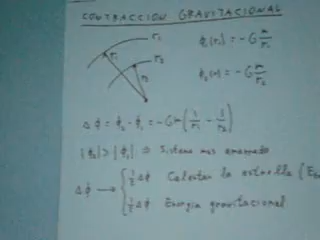 CONTRACCION GRAVITACIONAL
r₁
r₁
r₂
r₂
ϕ₁(r₁) = -G m/r₁
ϕ₂(r₂) = -G m/r₂
Δϕ = ϕ₂ - ϕ₁ = -Gm(1/r₁ - 1/r₂)
|ϕ₂| > |ϕ₁| ⇒ Sistema mas amarrado
Δϕ → { ½Δϕ Calentar la estrella (E
½Δϕ Energia gravitacional